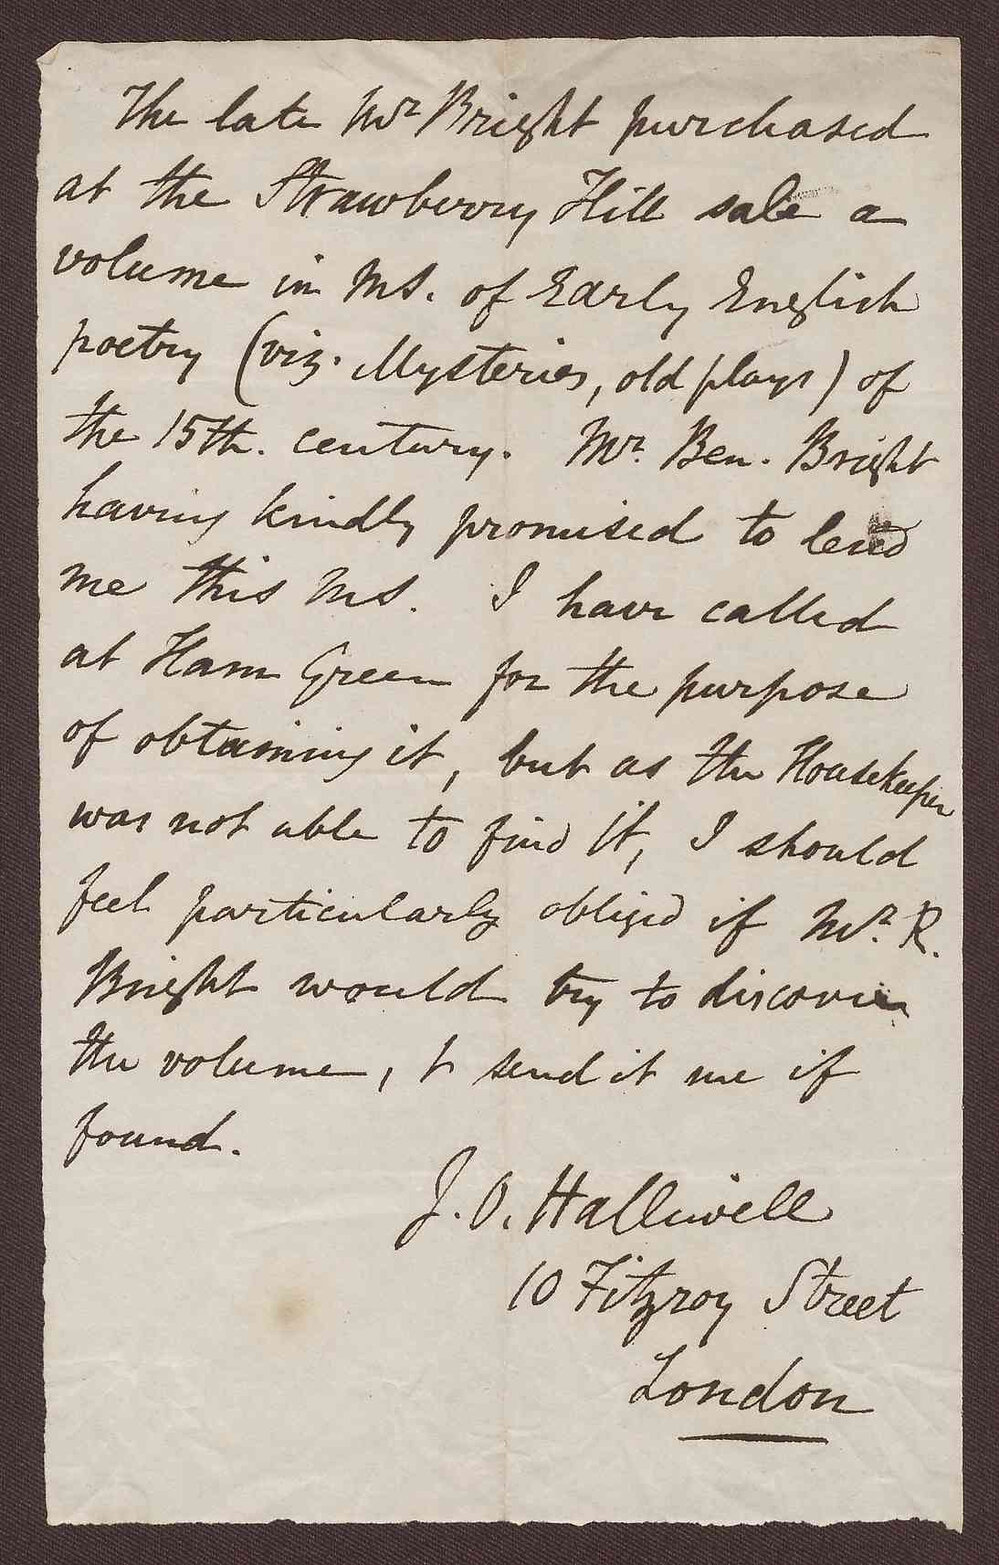 The late Mr Bright purchased
at the Strawberry Hill sale a
volume in MS. of Early English
poetry (viz. Mysteries, old plays) of
the 15th. century. Mr. Ben. Bright
having kindly promised to lend
me this MS. I have called
at Ham Green for the purpose
of obtaining it, but as the Housekeeper
was not able to find it, I should
feel particularly obliged if Mr. R.
Bright would try to discover
the volume, & send it me if
found.
J. O. Halliwell
10 Fitzroy Street
London